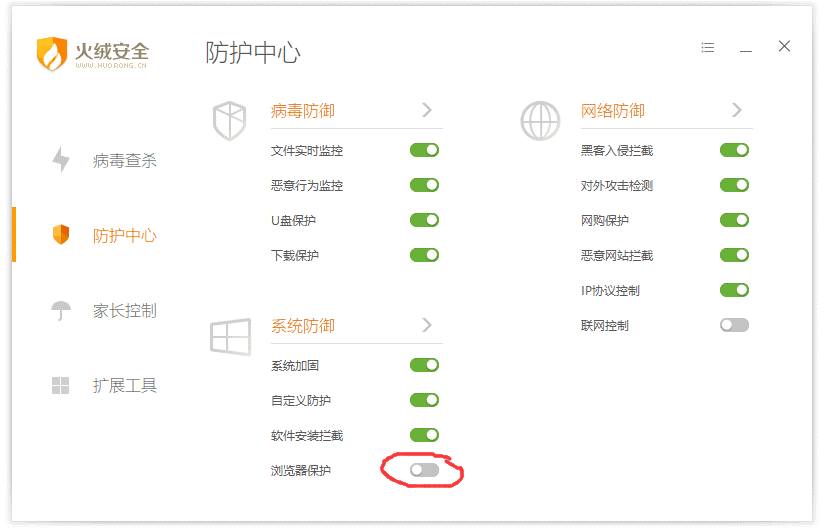 火绒安全
WWW.HUORONG.CN
防护中心
病毒查杀
防护中心
家长控制
扩展工具
病毒防御
文件实时监控
恶意行为监控
U盘保护
下载保护
系统防御
系统加固
自定义防护
软件安装拦截
浏览器保护
网络防御
黑客入侵拦截
对外攻击检测
网购保护
恶意网站拦截
IP协议控制
联网控制